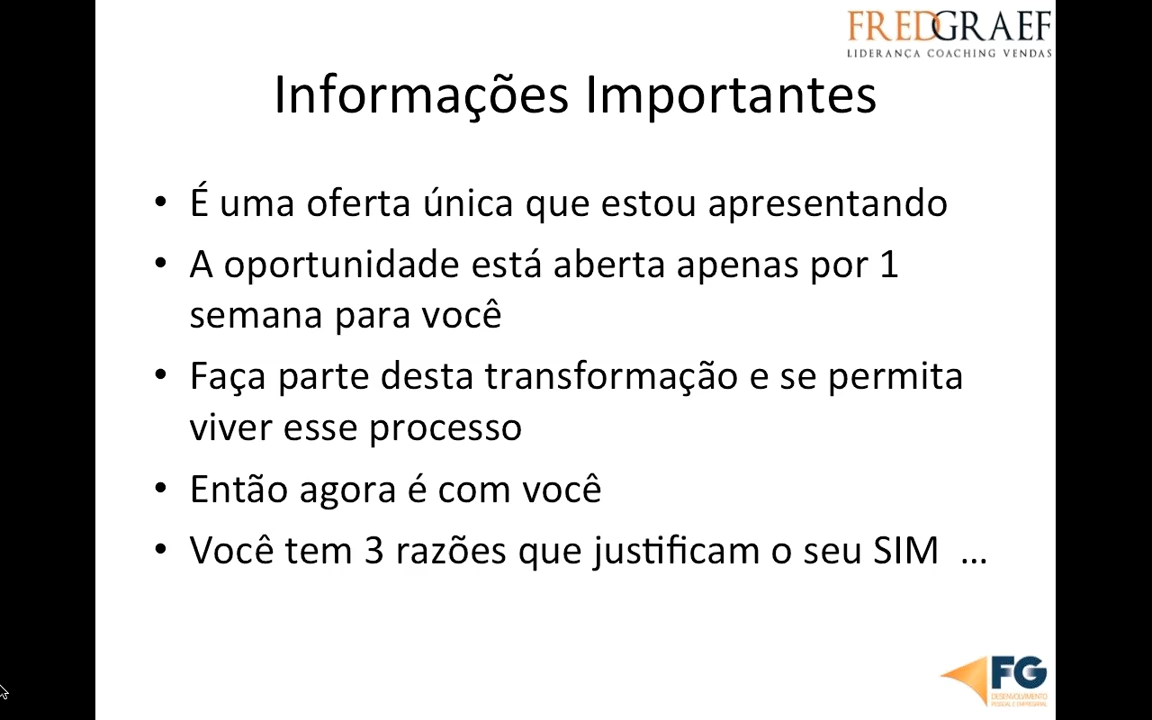 FREDGRAEF
LIDERANÇA COACHING VENDAS
Informações Importantes
• É uma oferta única que estou apresentando
• A oportunidade está aberta apenas por 1
semana para você
• Faça parte desta transformação e se permita
viver esse processo
• Então agora é com você
• Você tem 3 razões que justificam o seu SIM ...
FG
DESENVOLVIMENTO
PESSOAL E EMPRESARIAL